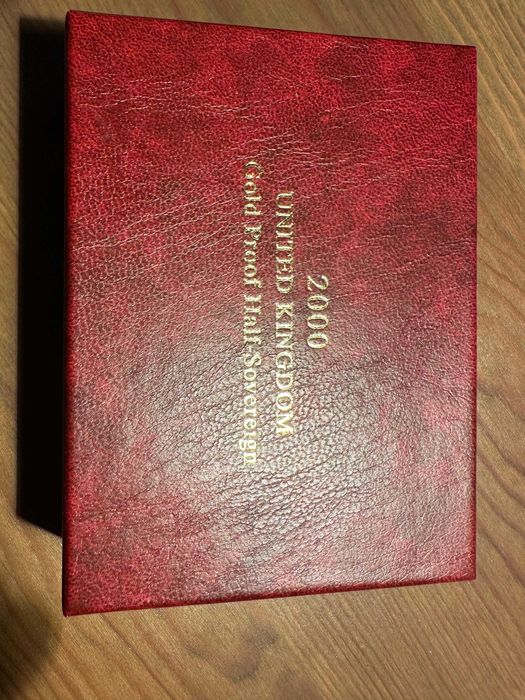 2000
UNITED KINGDOM
Gold Proof Half-Sovereign